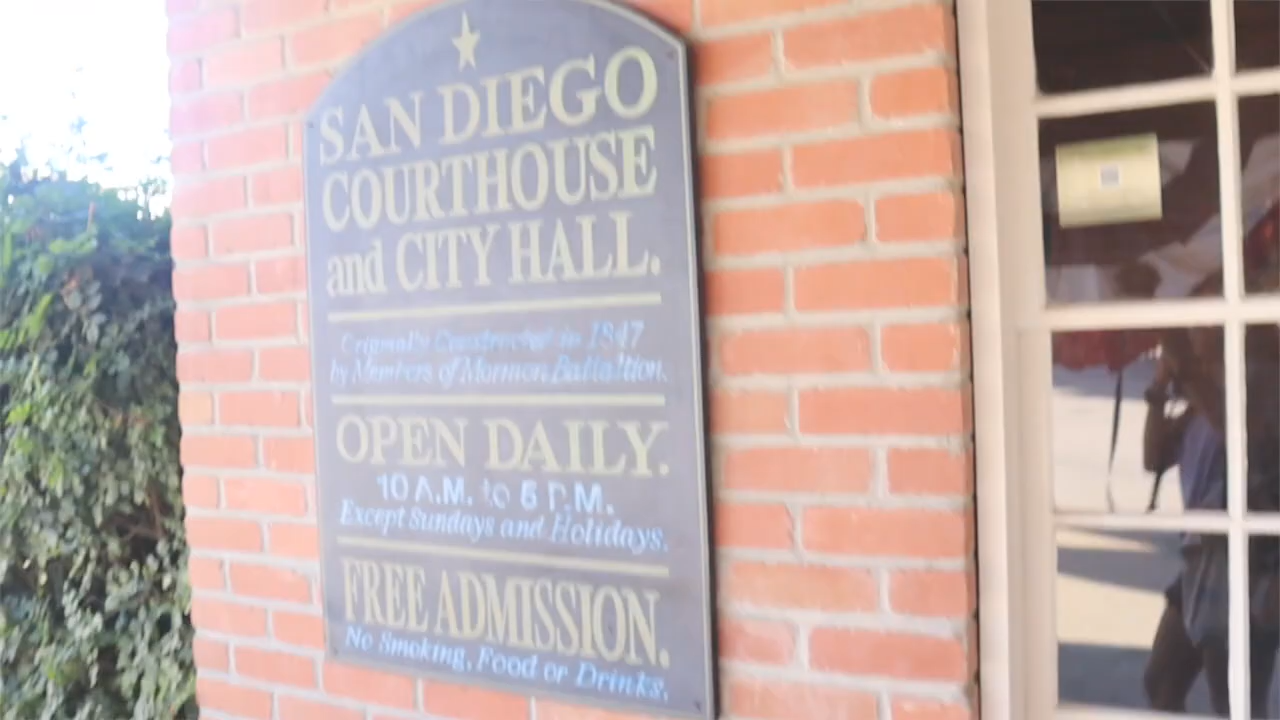 SAN DIEGO
COURTHOUSE
and CITY HALL.
Originally Constructed in 1847
by Members of Mormon Battalion.
OPEN DAILY.
10 A.M. to 5 P.M.
Except Sundays and Holidays.
FREE ADMISSION.
No Smoking, Food or Drinks.